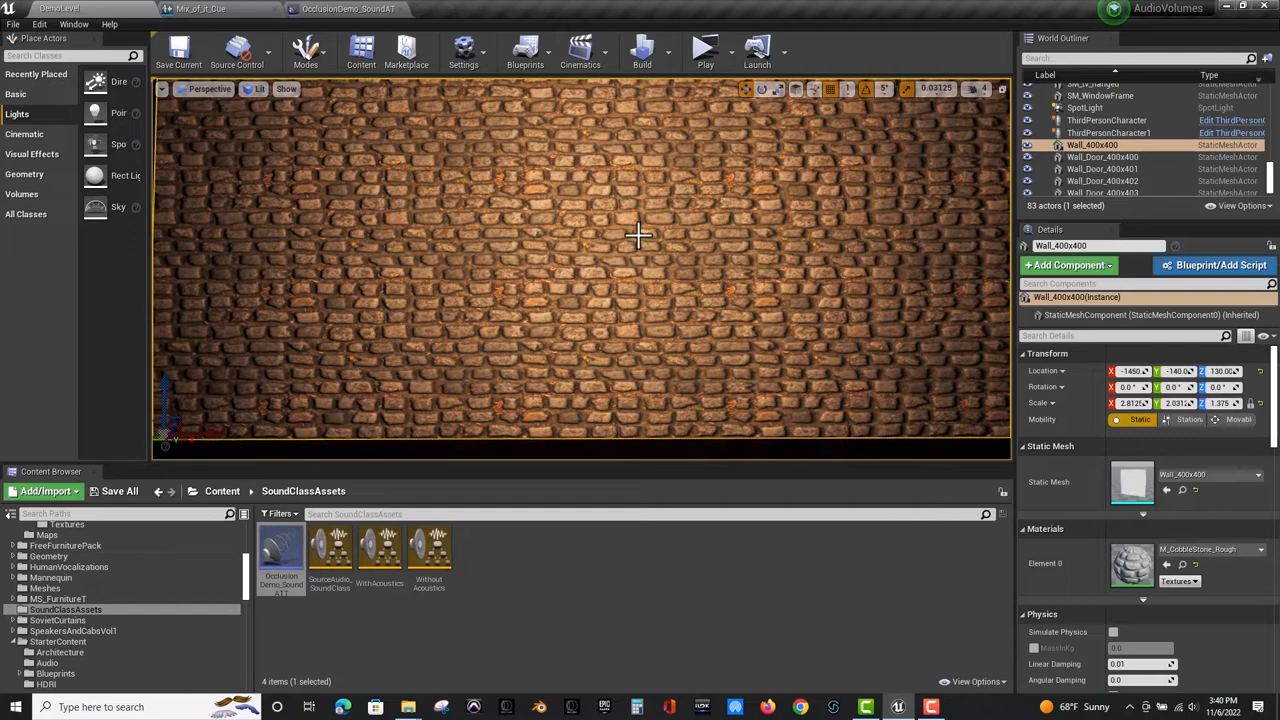 DemoLevel
Mix_of_it_Cue
OcclusionDemo_SoundAT
AudioVolumes
File
Edit
Window
Help
Place Actors
Search Classes
Recently Placed
Basic
Lights
Cinematic
Visual Effects
Geometry
Volumes
All Classes
Dire
Poir
Spo
Rect Lig
Sky
Save Current
Source Control
Modes
Content
Marketplace
Settings
Blueprints
Cinematics
Build
Play
Launch
Perspective
Lit
Show
1
5°
0.03125
4
World Outliner
Search...
Label
Type
SM_WindowFrame
StaticMeshActor
SpotLight
SpotLight
ThirdPersonCharacter
Edit ThirdPerson
ThirdPersonCharacter1
Edit ThirdPerson
Wall_400x400
StaticMeshActor
Wall_Door_400x400
StaticMeshActor
Wall_Door_400x401
StaticMeshActor
Wall_Door_400x402
StaticMeshActor
Wall_Door_400x403
StaticMeshActor
83 actors (1 selected)
View Options
Details
Wall_400x400
+Add Component
Blueprint/Add Script
Search Components
Wall_400x400(Instance)
StaticMeshComponent (StaticMeshComponent0) (Inherited)
Search Details
Transform
Location
X -1450. Y -140.0 Z 130.00
Rotation
X 0.0 ° Y 0.0 ° Z 0.0 °
Scale
X 2.8125 Y 2.0312 Z 1.375
Mobility
Static
Station
Movabl
Static Mesh
Static Mesh
Wall_400x400
Materials
Element 0
M_CobbleStone_Rough
Textures
Physics
Simulate Physics
MassInKg
0.0
Linear Damping
0.01
Angular Damping
0.0
Content Browser
Add/Import
Save All
Content
SoundClassAssets
Search Paths
Filters
Search SoundClassAssets
Textures
Maps
FreeFurniturePack
Geometry
HumanVocalizations
Mannequin
Meshes
MS_FurnitureT
SoundClassAssets
SovietCurtains
SpeakersAndCabsVol1
StarterContent
Architecture
Audio
Blueprints
HDRI
Occlusion
Demo_Sound
ATT
SourceAudio_
SoundClass
WithAcoustics
Without
Acoustics
4 items (1 selected)
View Options
Type here to search
68°F Sunny
3:40 PM
11/6/2022